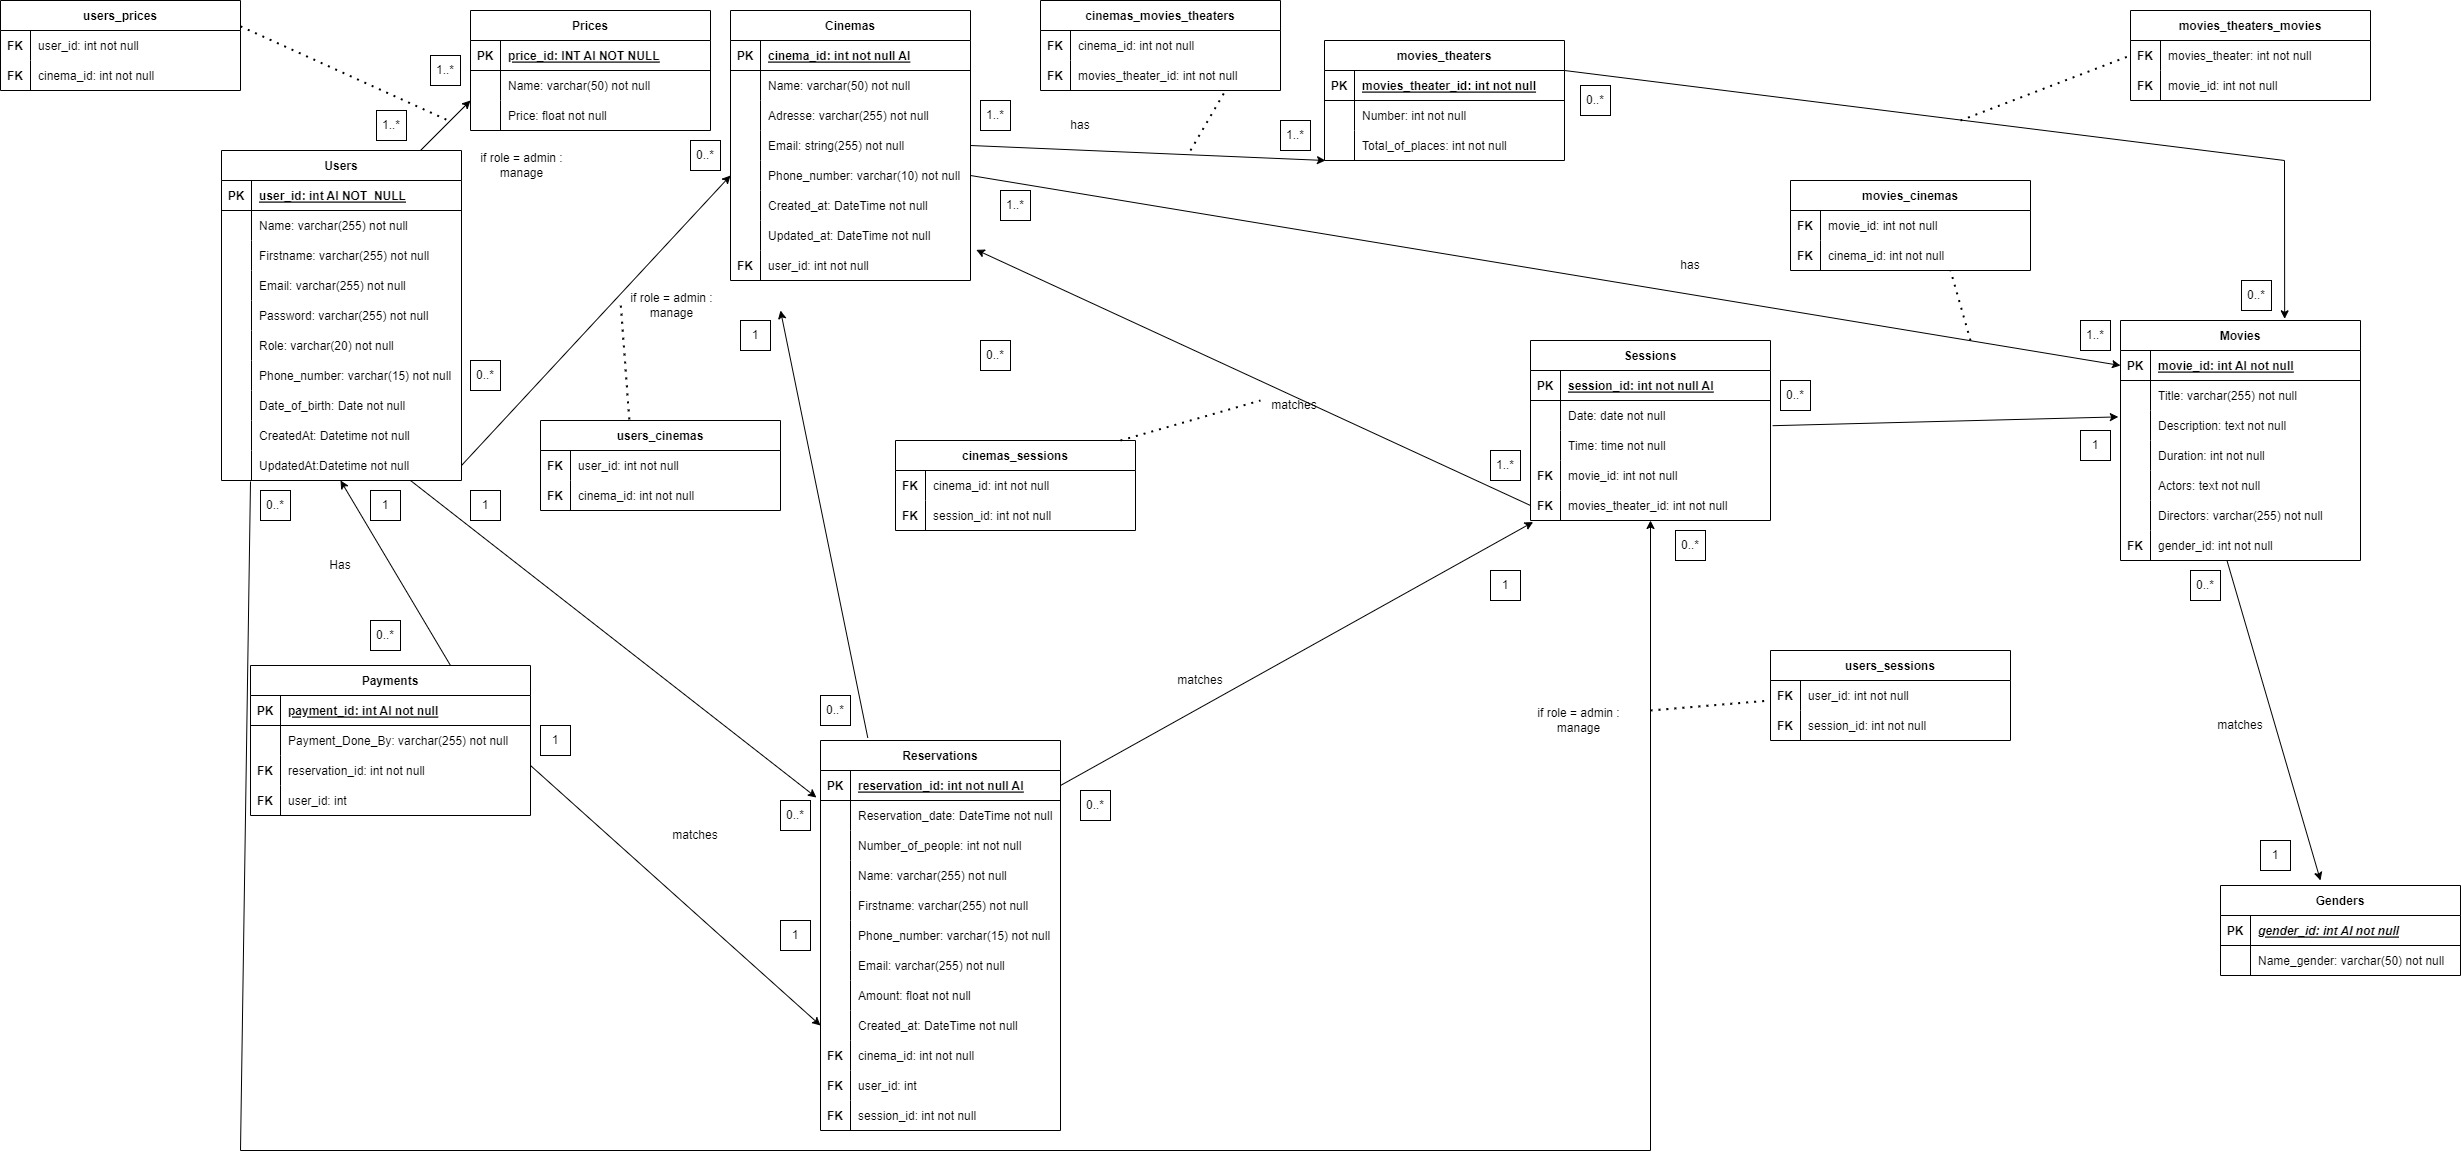 users_prices
FK user_id: int not null
FK cinema_id: int not null
1..*
1..*
Prices
PK price_id: INT AI NOT NULL
Name: varchar(50) not null
Price: float not null
if role = admin :
manage
Users
PK user_id: int AI NOT NULL
Name: varchar(255) not null
Firstname: varchar(255) not null
Email: varchar(255) not null
Password: varchar(255) not null
Role: varchar(20) not null
Phone_number: varchar(15) not null
Date_of_birth: Date not null
CreatedAt: Datetime not null
UpdatedAt:Datetime not null
0..*
0..*
Cinemas
PK cinema_id: int not null AI
Name: varchar(50) not null
Adresse: varchar(255) not null
Email: string(255) not null
Phone_number: varchar(10) not null
Created_at: DateTime not null
Updated_at: DateTime not null
FK user_id: int not null
if role = admin :
manage
users_cinemas
FK user_id: int not null
FK cinema_id: int not null
cinemas_movies_theaters
FK cinema_id: int not null
FK movies_theater_id: int not null
1..*
has
1..*
movies_theaters
PK movies_theater_id: int not null
Number: int not null
Total_of_places: int not null
0..*
movies_theaters_movies
FK movies_theater: int not null
FK movie_id: int not null
0..*
1..*
has
1..*
movies_cinemas
FK movie_id: int not null
FK cinema_id: int not null
Movies
PK movie_id: int AI not null
Title: varchar(255) not null
Description: text not null
Duration: int not null
Actors: text not null
Directors: varchar(255) not null
FK gender_id: int not null
Sessions
PK session_id: int not null AI
Date: date not null
Time: time not null
FK movie_id: int not null
FK movies_theater_id: int not null
0..*
1
0..*
matches
1..*
cinemas_sessions
FK cinema_id: int not null
FK session_id: int not null
1
0..*
0..*
1
1
Has
0..*
Payments
PK payment_id: int AI not null
Payment_Done_By: varchar(255) not null
FK reservation_id: int not null
FK user_id: int
1
matches
1
0..*
Reservations
PK reservation_id: int not null AI
Reservation_date: DateTime not null
Number_of_people: int not null
Name: varchar(255) not null
Firstname: varchar(255) not null
Phone_number: varchar(15) not null
Email: varchar(255) not null
Amount: float not null
Created_at: DateTime not null
FK cinema_id: int not null
FK user_id: int
FK session_id: int not null
0..*
matches
1
0..*
if role = admin :
manage
users_sessions
FK user_id: int not null
FK session_id: int not null
0..*
matches
1
Genders
PK gender_id: int AI not null
Name_gender: varchar(50) not null